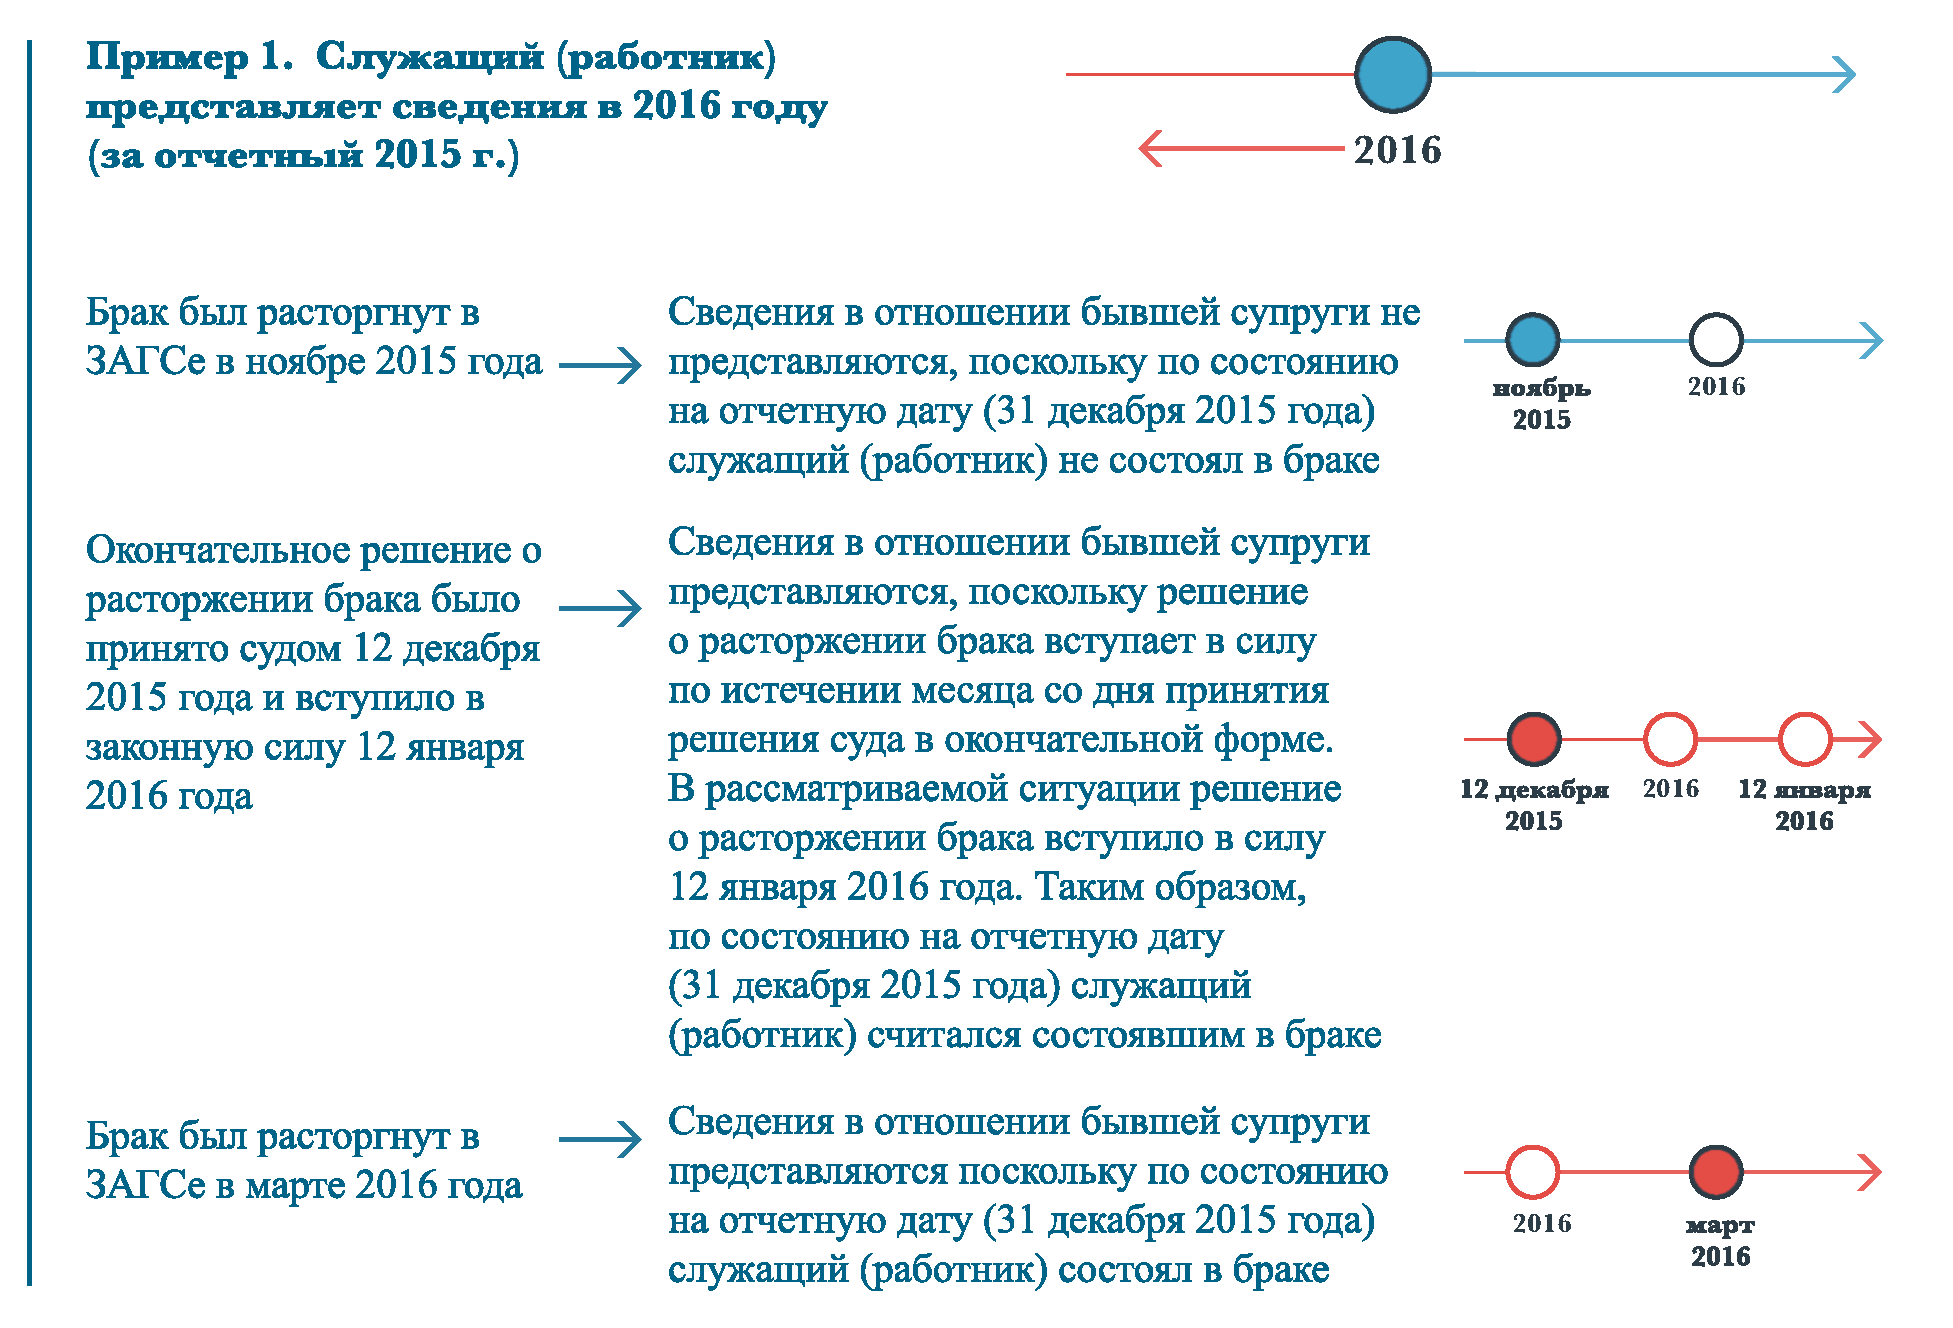 Пример 1. Служащий (работник)
представляет сведения в 2016 году
(за отчетный 2015 г.)
2016
Брак был расторгнут в
ЗАГСе в ноябре 2015 года
Сведения в отношении бывшей супруги не
представляются, поскольку по состоянию
на отчетную дату (31 декабря 2015 года)
служащий (работник) не состоял в браке
ноябрь
2015
2016
Окончательное решение о
расторжении брака было
принято судом 12 декабря
2015 года и вступило в
законную силу 12 января
2016 года
Сведения в отношении бывшей супруги
представляются, поскольку решение
о расторжении брака вступает в силу
по истечении месяца со дня принятия
решения суда в окончательной форме.
В рассматриваемой ситуации решение
о расторжении брака вступило в силу
12 января 2016 года. Таким образом,
по состоянию на отчетную дату
(31 декабря 2015 года) служащий
(работник) считался состоявшим в браке
12 декабря
2015
2016
12 января
2016
Брак был расторгнут в
ЗАГСе в марте 2016 года
Сведения в отношении бывшей супруги
представляются поскольку по состоянию
на отчетную дату (31 декабря 2015 года)
служащий (работник) состоял в браке
2016
март
2016